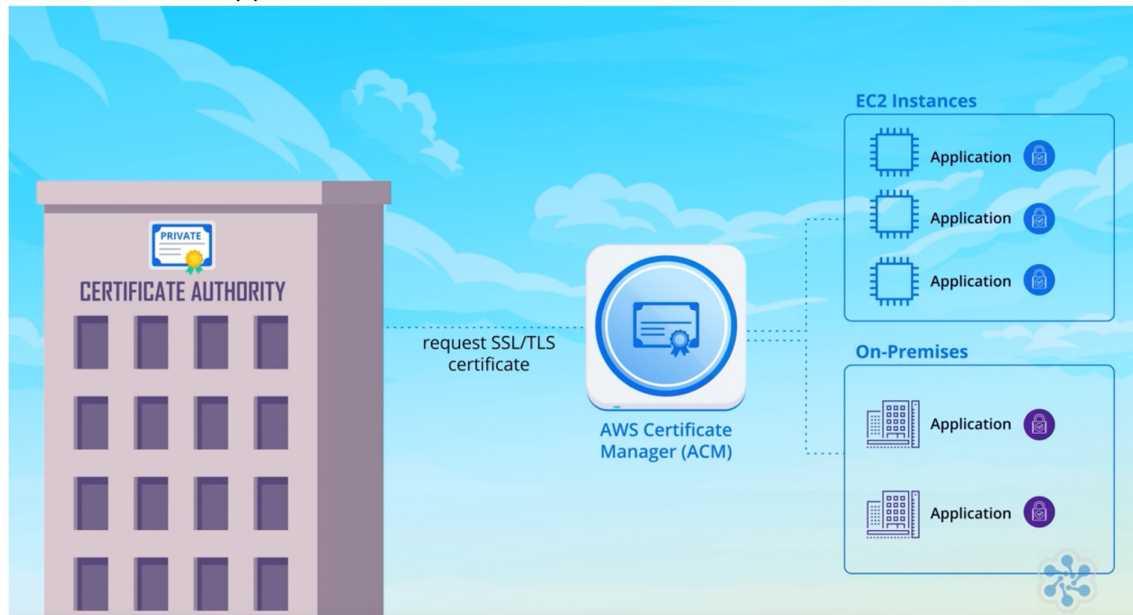 PRIVATE
CERTIFICATE AUTHORITY
request SSL/TLS
certificate
AWS Certificate
Manager (ACM)
EC2 Instances
Application
Application
Application
On-Premises
Application
Application